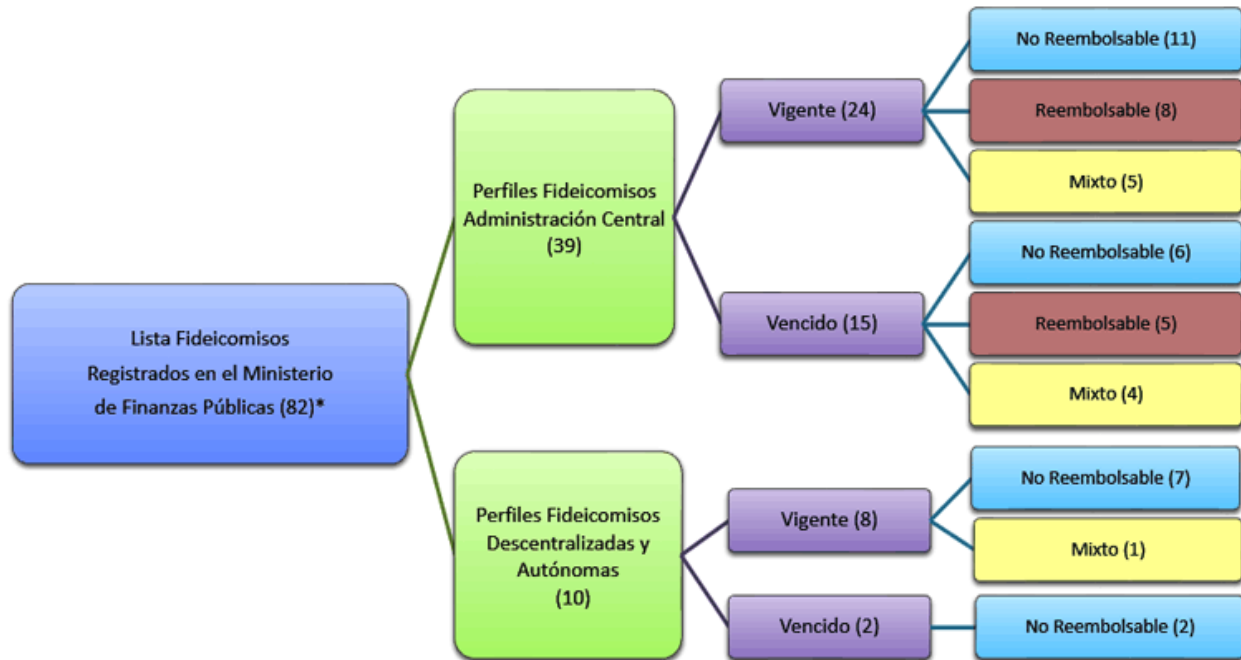 Lista Fideicomisos
Registrados en el Ministerio
de Finanzas Públicas (82)*
Perfiles Fideicomisos
Administración Central
(39)
Vigente (24)
No Reembolsable (11)
Reembolsable (8)
Mixto (5)
Vencido (15)
No Reembolsable (6)
Reembolsable (5)
Mixto (4)
Perfiles Fideicomisos
Descentralizadas y
Autónomas
(10)
Vigente (8)
No Reembolsable (7)
Mixto (1)
Vencido (2)
No Reembolsable (2)